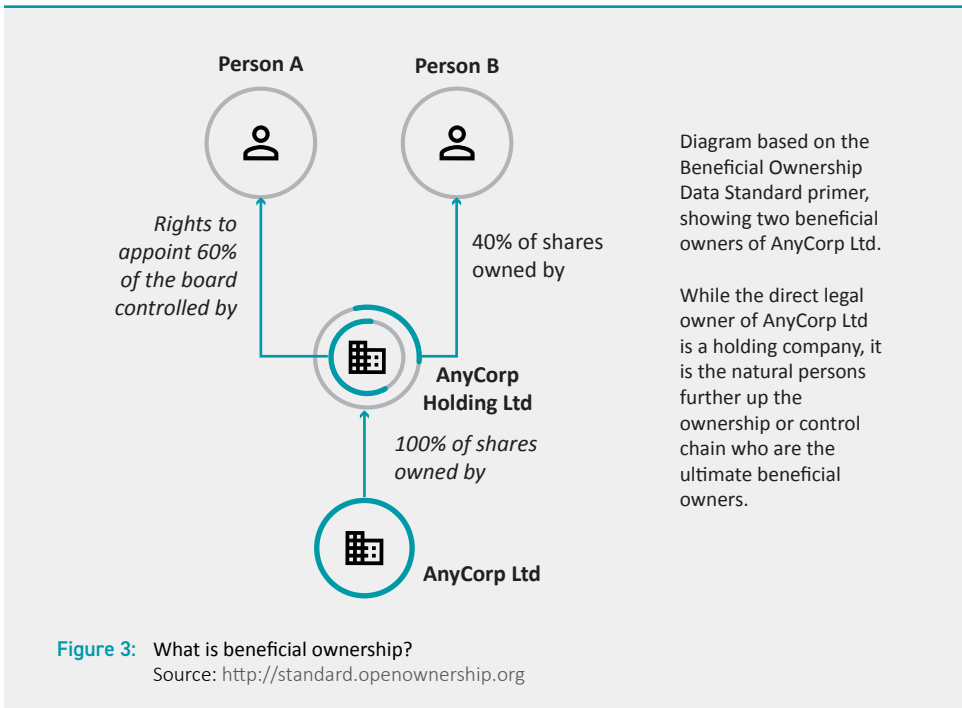 Person A
Person B
Rights to
appoint 60%
of the board
controlled by
40% of shares
owned by
AnyCorp
Holding Ltd
100% of shares
owned by
AnyCorp Ltd
Diagram based on the
Beneficial Ownership
Data Standard primer,
showing two beneficial
owners of AnyCorp Ltd.
While the direct legal
owner of AnyCorp Ltd
is a holding company, it
is the natural persons
further up the
ownership or control
chain who are the
ultimate beneficial
owners.
Figure 3: What is beneficial ownership?
Source: http://standard.openownership.org